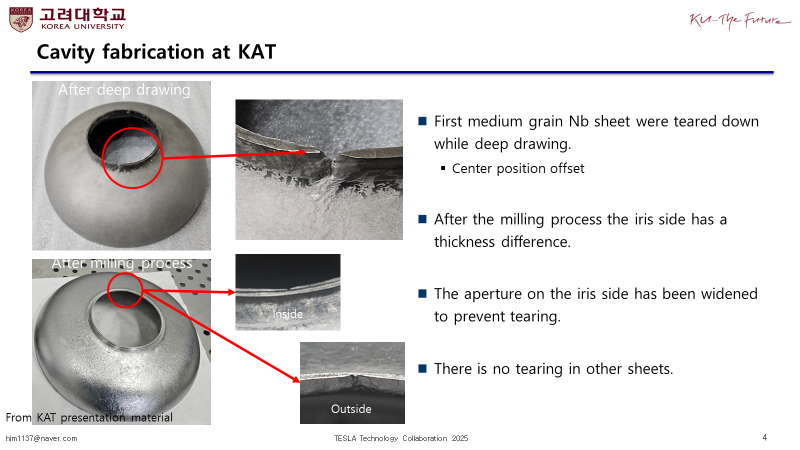 고려대학교
KOREA UNIVERSITY
KU-The Future
Cavity fabrication at KAT
After deep drawing
■ First medium grain Nb sheet were teared down
while deep drawing.
▪ Center position offset
■ After the milling process the iris side has a
thickness difference.
After milling process
Inside
■ The aperture on the iris side has been widened
to prevent tearing.
■ There is no tearing in other sheets.
Outside
From KAT presentation material
hjm1137@naver.com
TESLA Technology Collaboration 2025
4